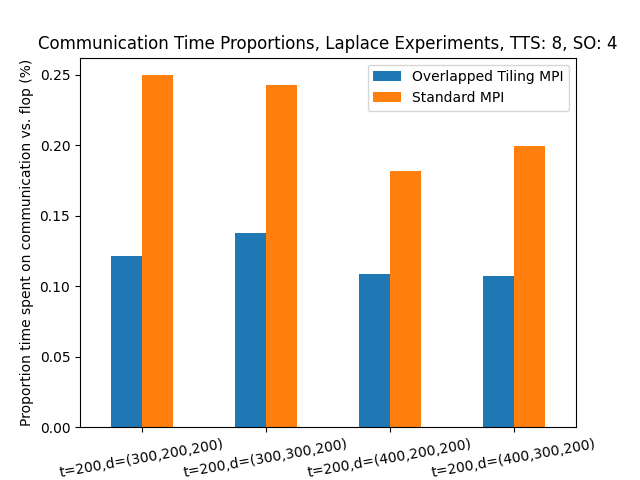 Communication Time Proportions, Laplace Experiments, TTS: 8, SO: 4
Proportion time spent on communication vs. flop (%)
0.25
0.20
0.15
0.10
0.05
0.00
Overlapped Tiling MPI
Standard MPI
t=200,d=(300,200,200)
t=200,d=(300,300,200)
t=200,d=(400,200,200)
t=200,d=(400,300,200)